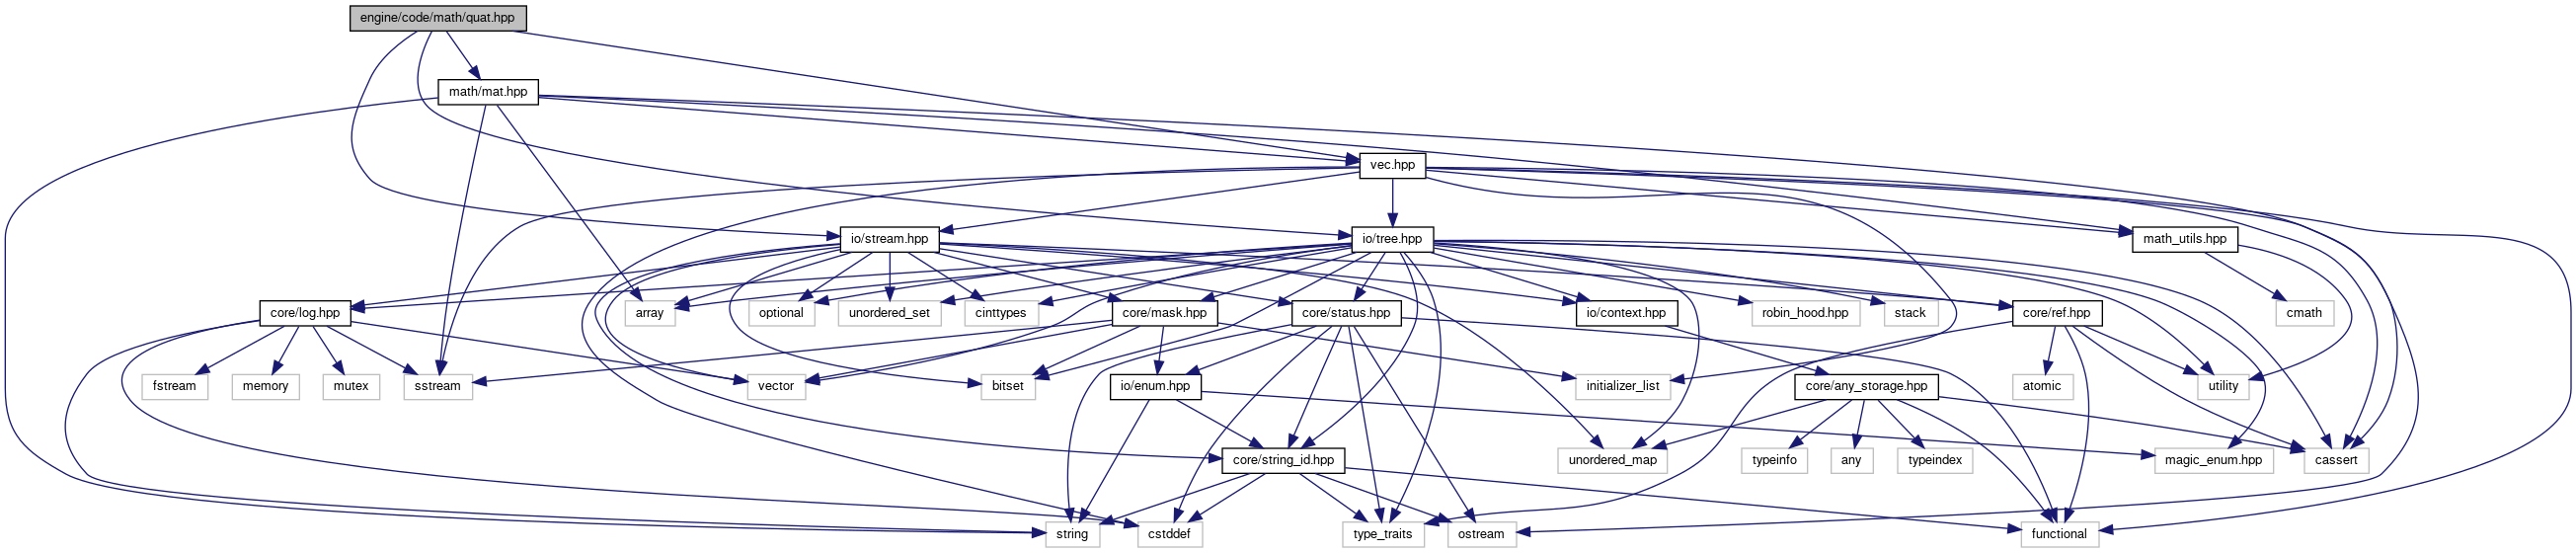 engine/code/math/quat.hpp
math/mat.hpp
vec.hpp
io/stream.hpp
io/tree.hpp
math_utils.hpp
core/log.hpp
array
optional
unordered_set
cinttypes
core/mask.hpp
core/status.hpp
io/context.hpp
robin_hood.hpp
stack
core/ref.hpp
cmath
fstream
memory
mutex
sstream
vector
bitset
io/enum.hpp
initializer_list
core/any_storage.hpp
atomic
utility
core/string_id.hpp
unordered_map
typeinfo
any
typeindex
magic_enum.hpp
cassert
string
cstddef
type_traits
ostream
functional